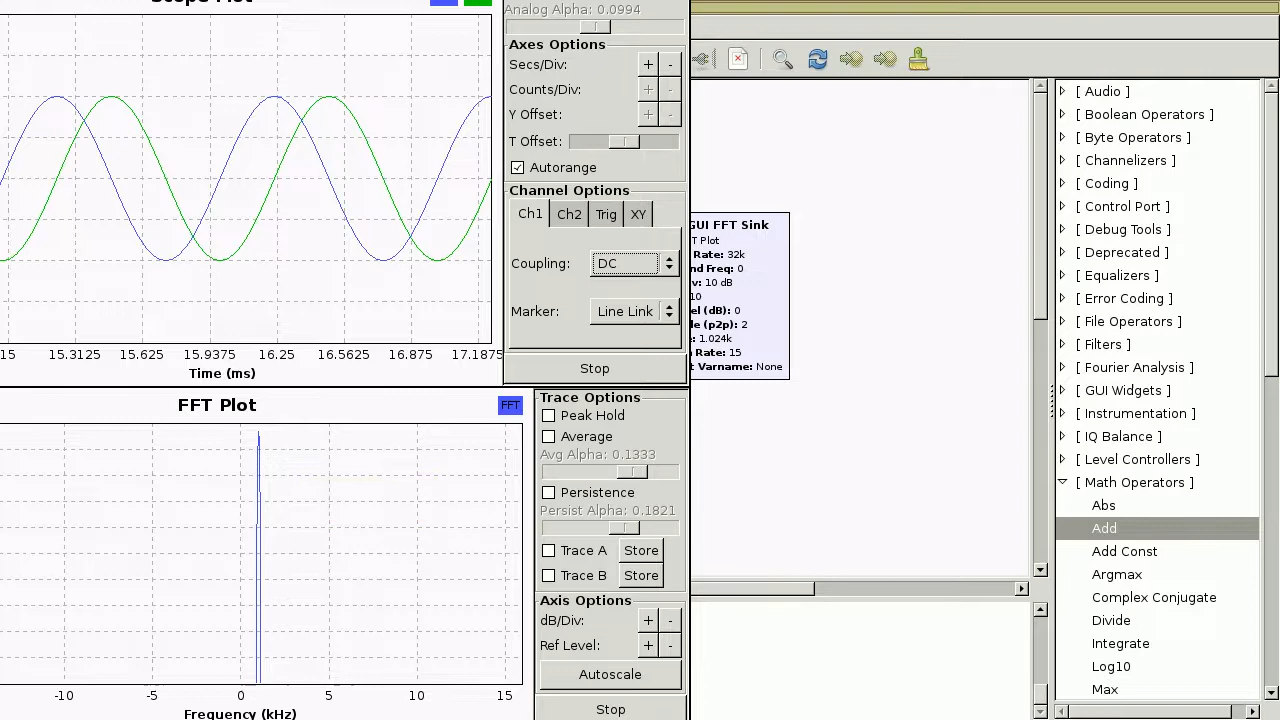 Scope Plot
Analog Alpha: 0.0994
Axes Options
Secs/Div: + -
Counts/Div: + -
Y Offset: + -
T Offset:
Autorange
Channel Options
Ch1 Ch2 Trig XY
Coupling: DC
Marker: Line Link
Stop
15 15.3125 15.625 15.9375 16.25 16.5625 16.875 17.1875
Time (ms)
FFT Plot
FFT
-10 -5 0 5 10 15
Frequency (kHz)
Trace Options
Peak Hold
Average
Avg Alpha: 0.1333
Persistence
Persist Alpha: 0.1821
Trace A Store
Trace B Store
Axis Options
dB/Div: + -
Ref Level: + -
Autoscale
Stop
GUI FFT Sink
T Plot
Rate: 32k
nd Freq: 0
v: 10 dB
10
el (dB): 0
le (p2p): 2
: 1.024k
Rate: 15
t Varname: None
[ Audio ]
[ Boolean Operators ]
[ Byte Operators ]
[ Channelizers ]
[ Coding ]
[ Control Port ]
[ Debug Tools ]
[ Deprecated ]
[ Equalizers ]
[ Error Coding ]
[ File Operators ]
[ Filters ]
[ Fourier Analysis ]
[ GUI Widgets ]
[ Instrumentation ]
[ IQ Balance ]
[ Level Controllers ]
[ Math Operators ]
Abs
Add
Add Const
Argmax
Complex Conjugate
Divide
Integrate
Log10
Max